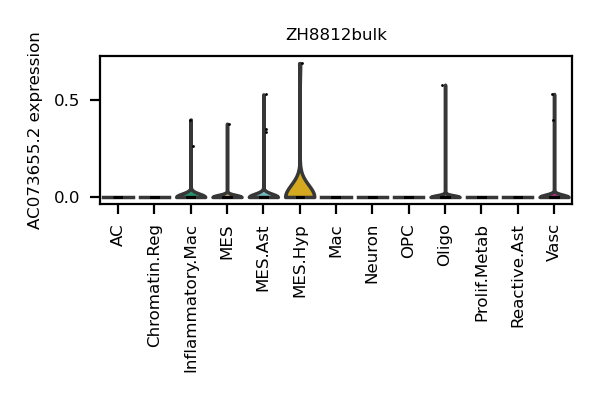 ZH8812bulk
AC073655.2 expression
0.5
0.0
AC
Chromatin.Reg
Inflammatory.Mac
MES
MES.Ast
MES.Hyp
Mac
Neuron
OPC
Oligo
Prolif.Metab
Reactive.Ast
Vasc